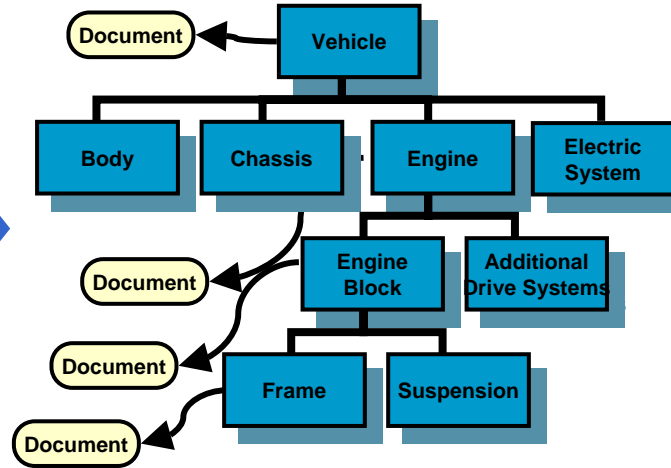 Document
Vehicle
Body
Chassis
Engine
Electric
System
Document
Engine
Block
Additional
Drive Systems
Document
Frame
Suspension
Document